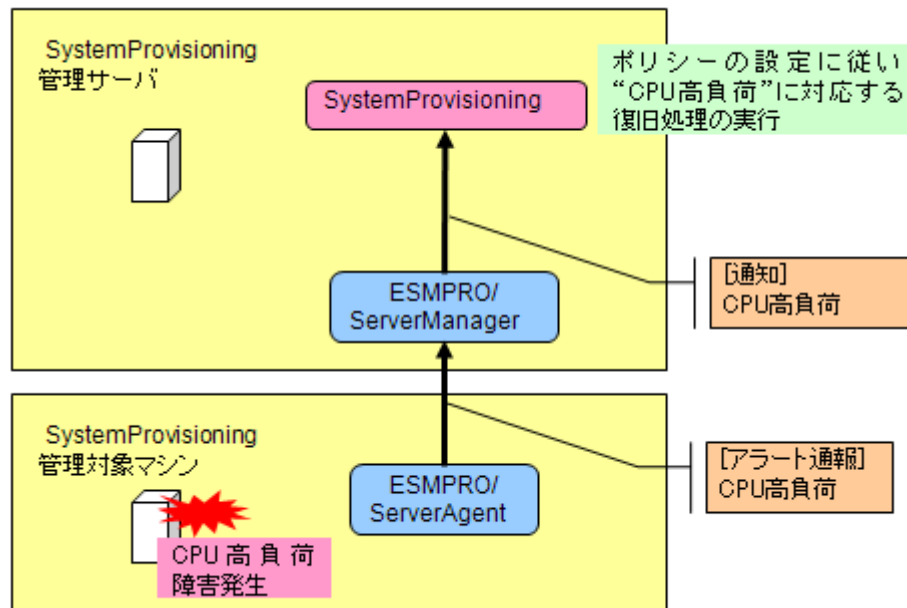 SystemProvisioning
管理サーバ
SystemProvisioning
ポリシーの設定に従い
“CPU高負荷”に対応する
復旧処理の実行
ESMPRO/
ServerManager
[通知]
CPU高負荷
SystemProvisioning
管理対象マシン
ESMPRO/
ServerAgent
[アラート通報]
CPU高負荷
CPU高負荷
障害発生